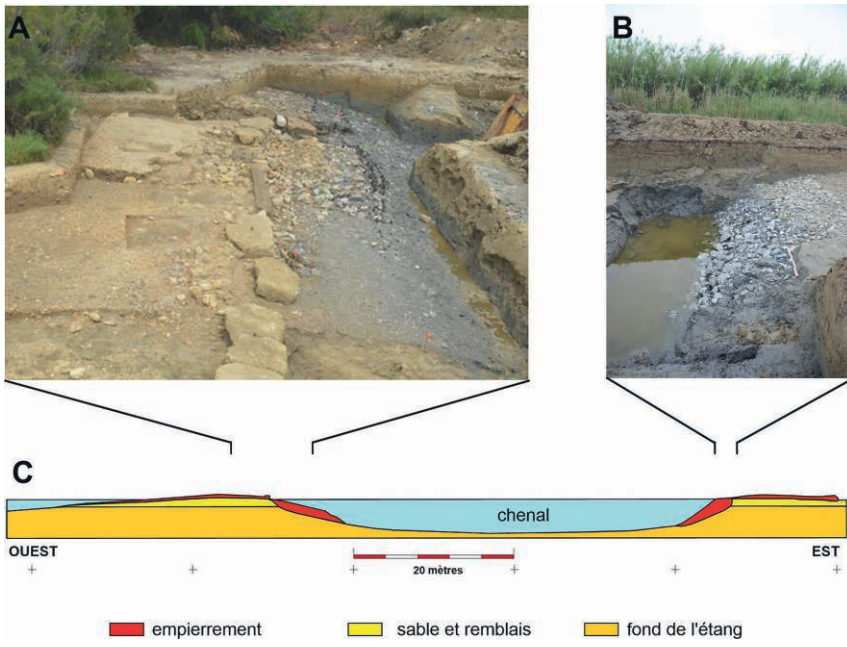 A
B
C
chenal
OUEST
EST
20 mètres
empierrement
sable et remblais
fond de l'étang